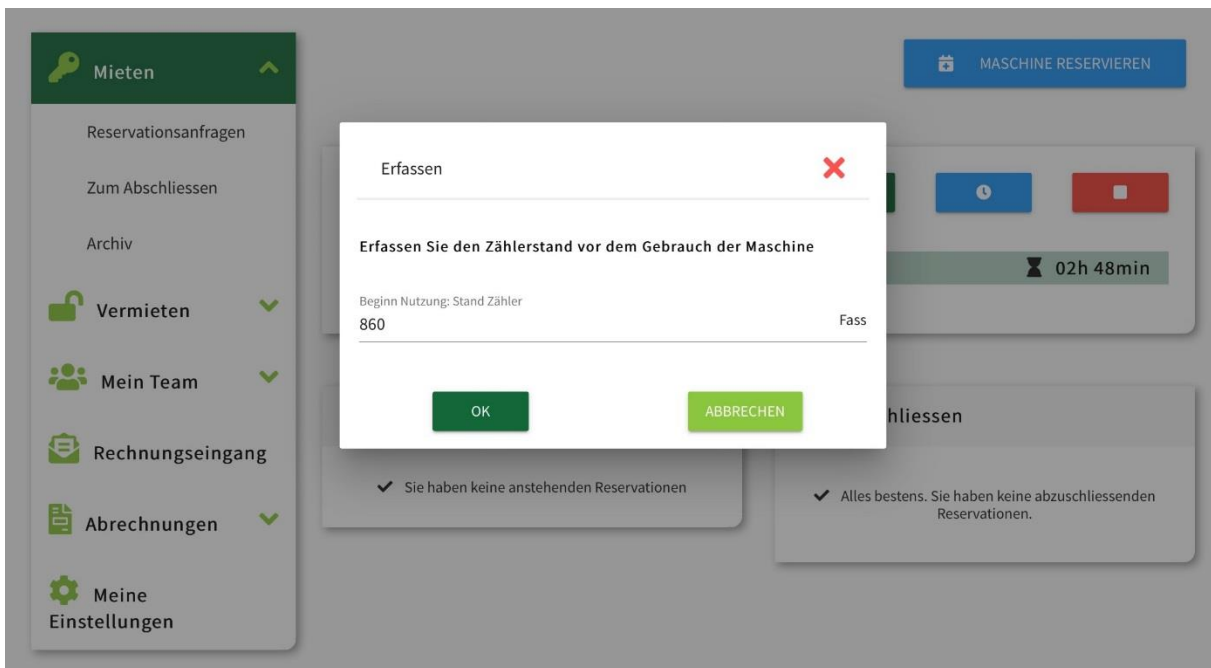 Mieten
Reservationsanfragen
Zum Abschliessen
Archiv
Vermieten
Mein Team
Rechnungseingang
Abrechnungen
Meine
Einstellungen
MASCHINE RESERVIEREN
Erfassen
Erfassen Sie den Zählerstand vor dem Gebrauch der Maschine
Beginn Nutzung: Stand Zähler
860 Fass
OK ABBRECHEN
02h 48min
hliessen
Sie haben keine anstehenden Reservationen
Alles bestens. Sie haben keine abzuschliessenden
Reservationen.